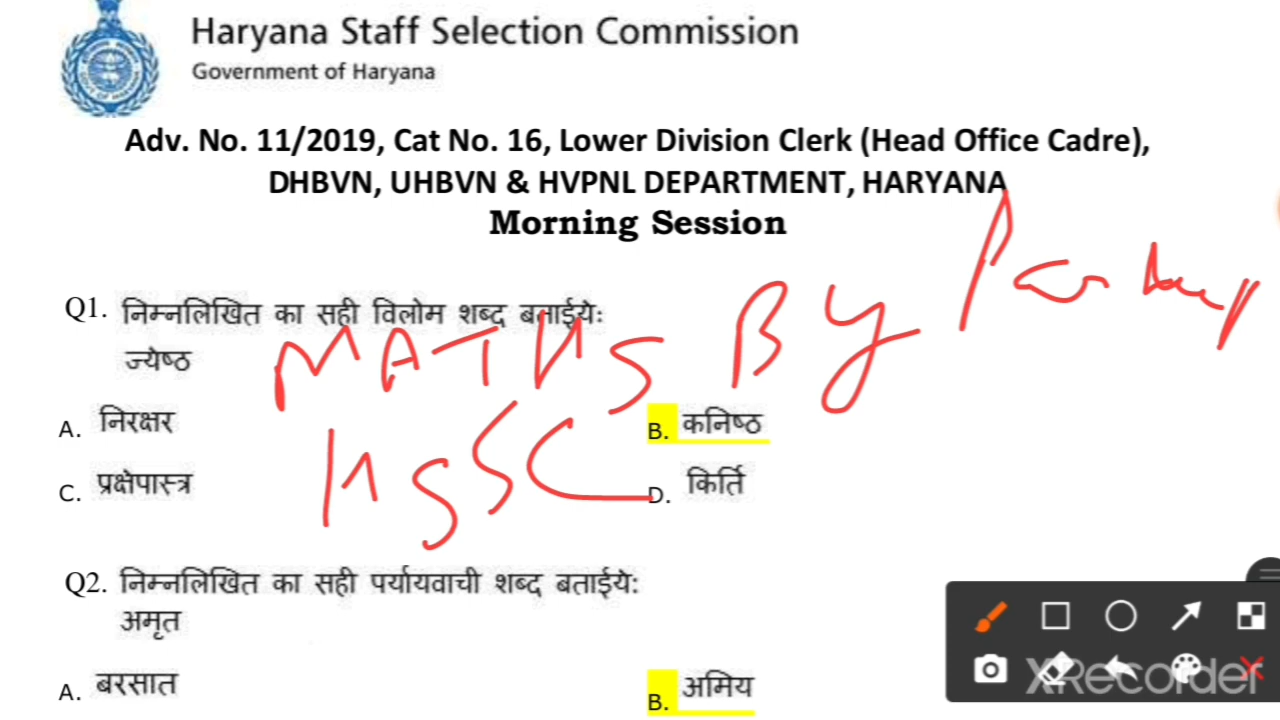 Haryana Staff Selection Commission
Government of Haryana
Adv. No. 11/2019, Cat No. 16, Lower Division Clerk (Head Office Cadre),
DHBVN, UHBVN & HVPNL DEPARTMENT, HARYANA
Morning Session
Q1. निम्नलिखित का सही विलोम शब्द बताईये:
ज्येष्ठ
MATHS By
A. निरक्षर B. कनिष्ठ
HSSC
C. प्रक्षेपास्त्र D. किर्ति
Q2. निम्नलिखित का सही पर्यायवाची शब्द बताईये:
अमृत
A. बरसात B. अमिय
XRecorder